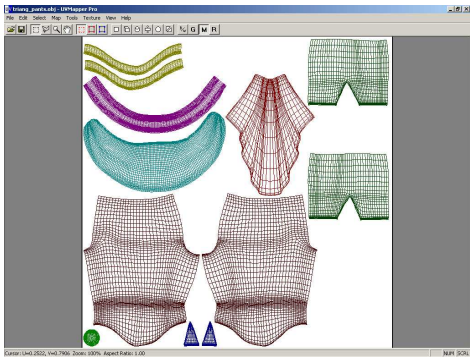 triang_pants.obj - UVMapper Pro
File Edit Select Map Tools Texture View Help
% G M R
Cursor: U=0.2522, V=0.7906 Zoom: 100% Aspect Ratio: 1.00
NUM SCRL